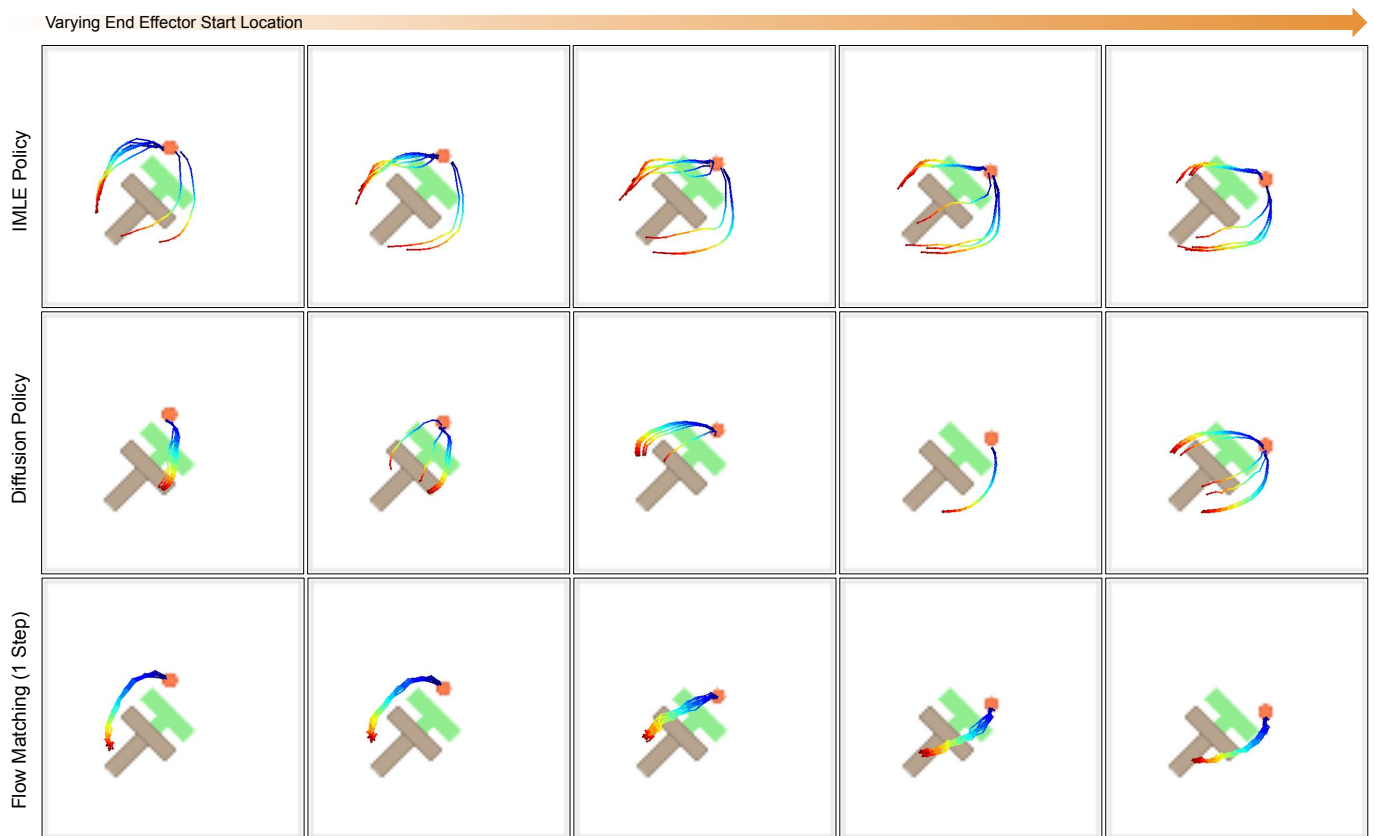 Varying End Effector Start Location
IMLE Policy
Diffusion Policy
Flow Matching (1 Step)